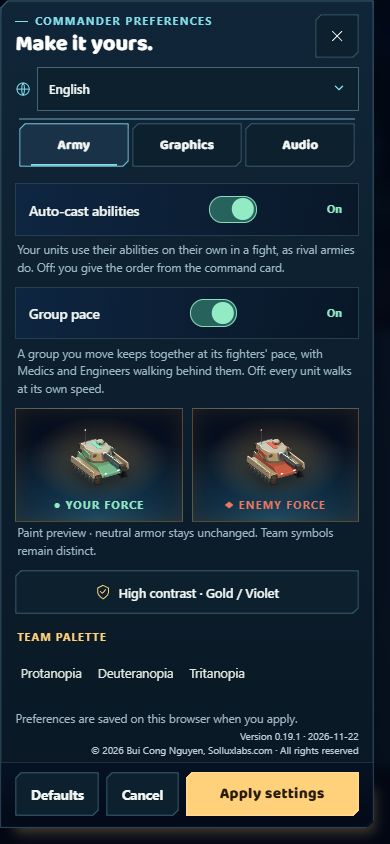 COMMANDER PREFERENCES
Make it yours.
English
Army
Graphics
Audio
Auto-cast abilities
On
Your units use their abilities on their own in a fight, as rival armies
do. Off: you give the order from the command card.
Group pace
On
A group you move keeps together at its fighters' pace, with
Medics and Engineers walking behind them. Off: every unit walks
at its own speed.
YOUR FORCE
ENEMY FORCE
Paint preview · neutral armor stays unchanged. Team symbols
remain distinct.
High contrast · Gold / Violet
TEAM PALETTE
Protanopia Deuteranopia Tritanopia
Preferences are saved on this browser when you apply.
Version 0.19.1 · 2026-11-22
© 2026 Bui Cong Nguyen, Solluxlabs.com · All rights reserved
Defaults
Cancel
Apply settings